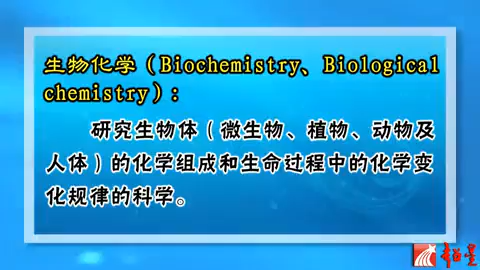 生物化学（Biochemistry、Biological
chemistry）：
研究生物体（微生物、植物、动物及
人体）的化学组成和生命过程中的化学变
化规律的科学。